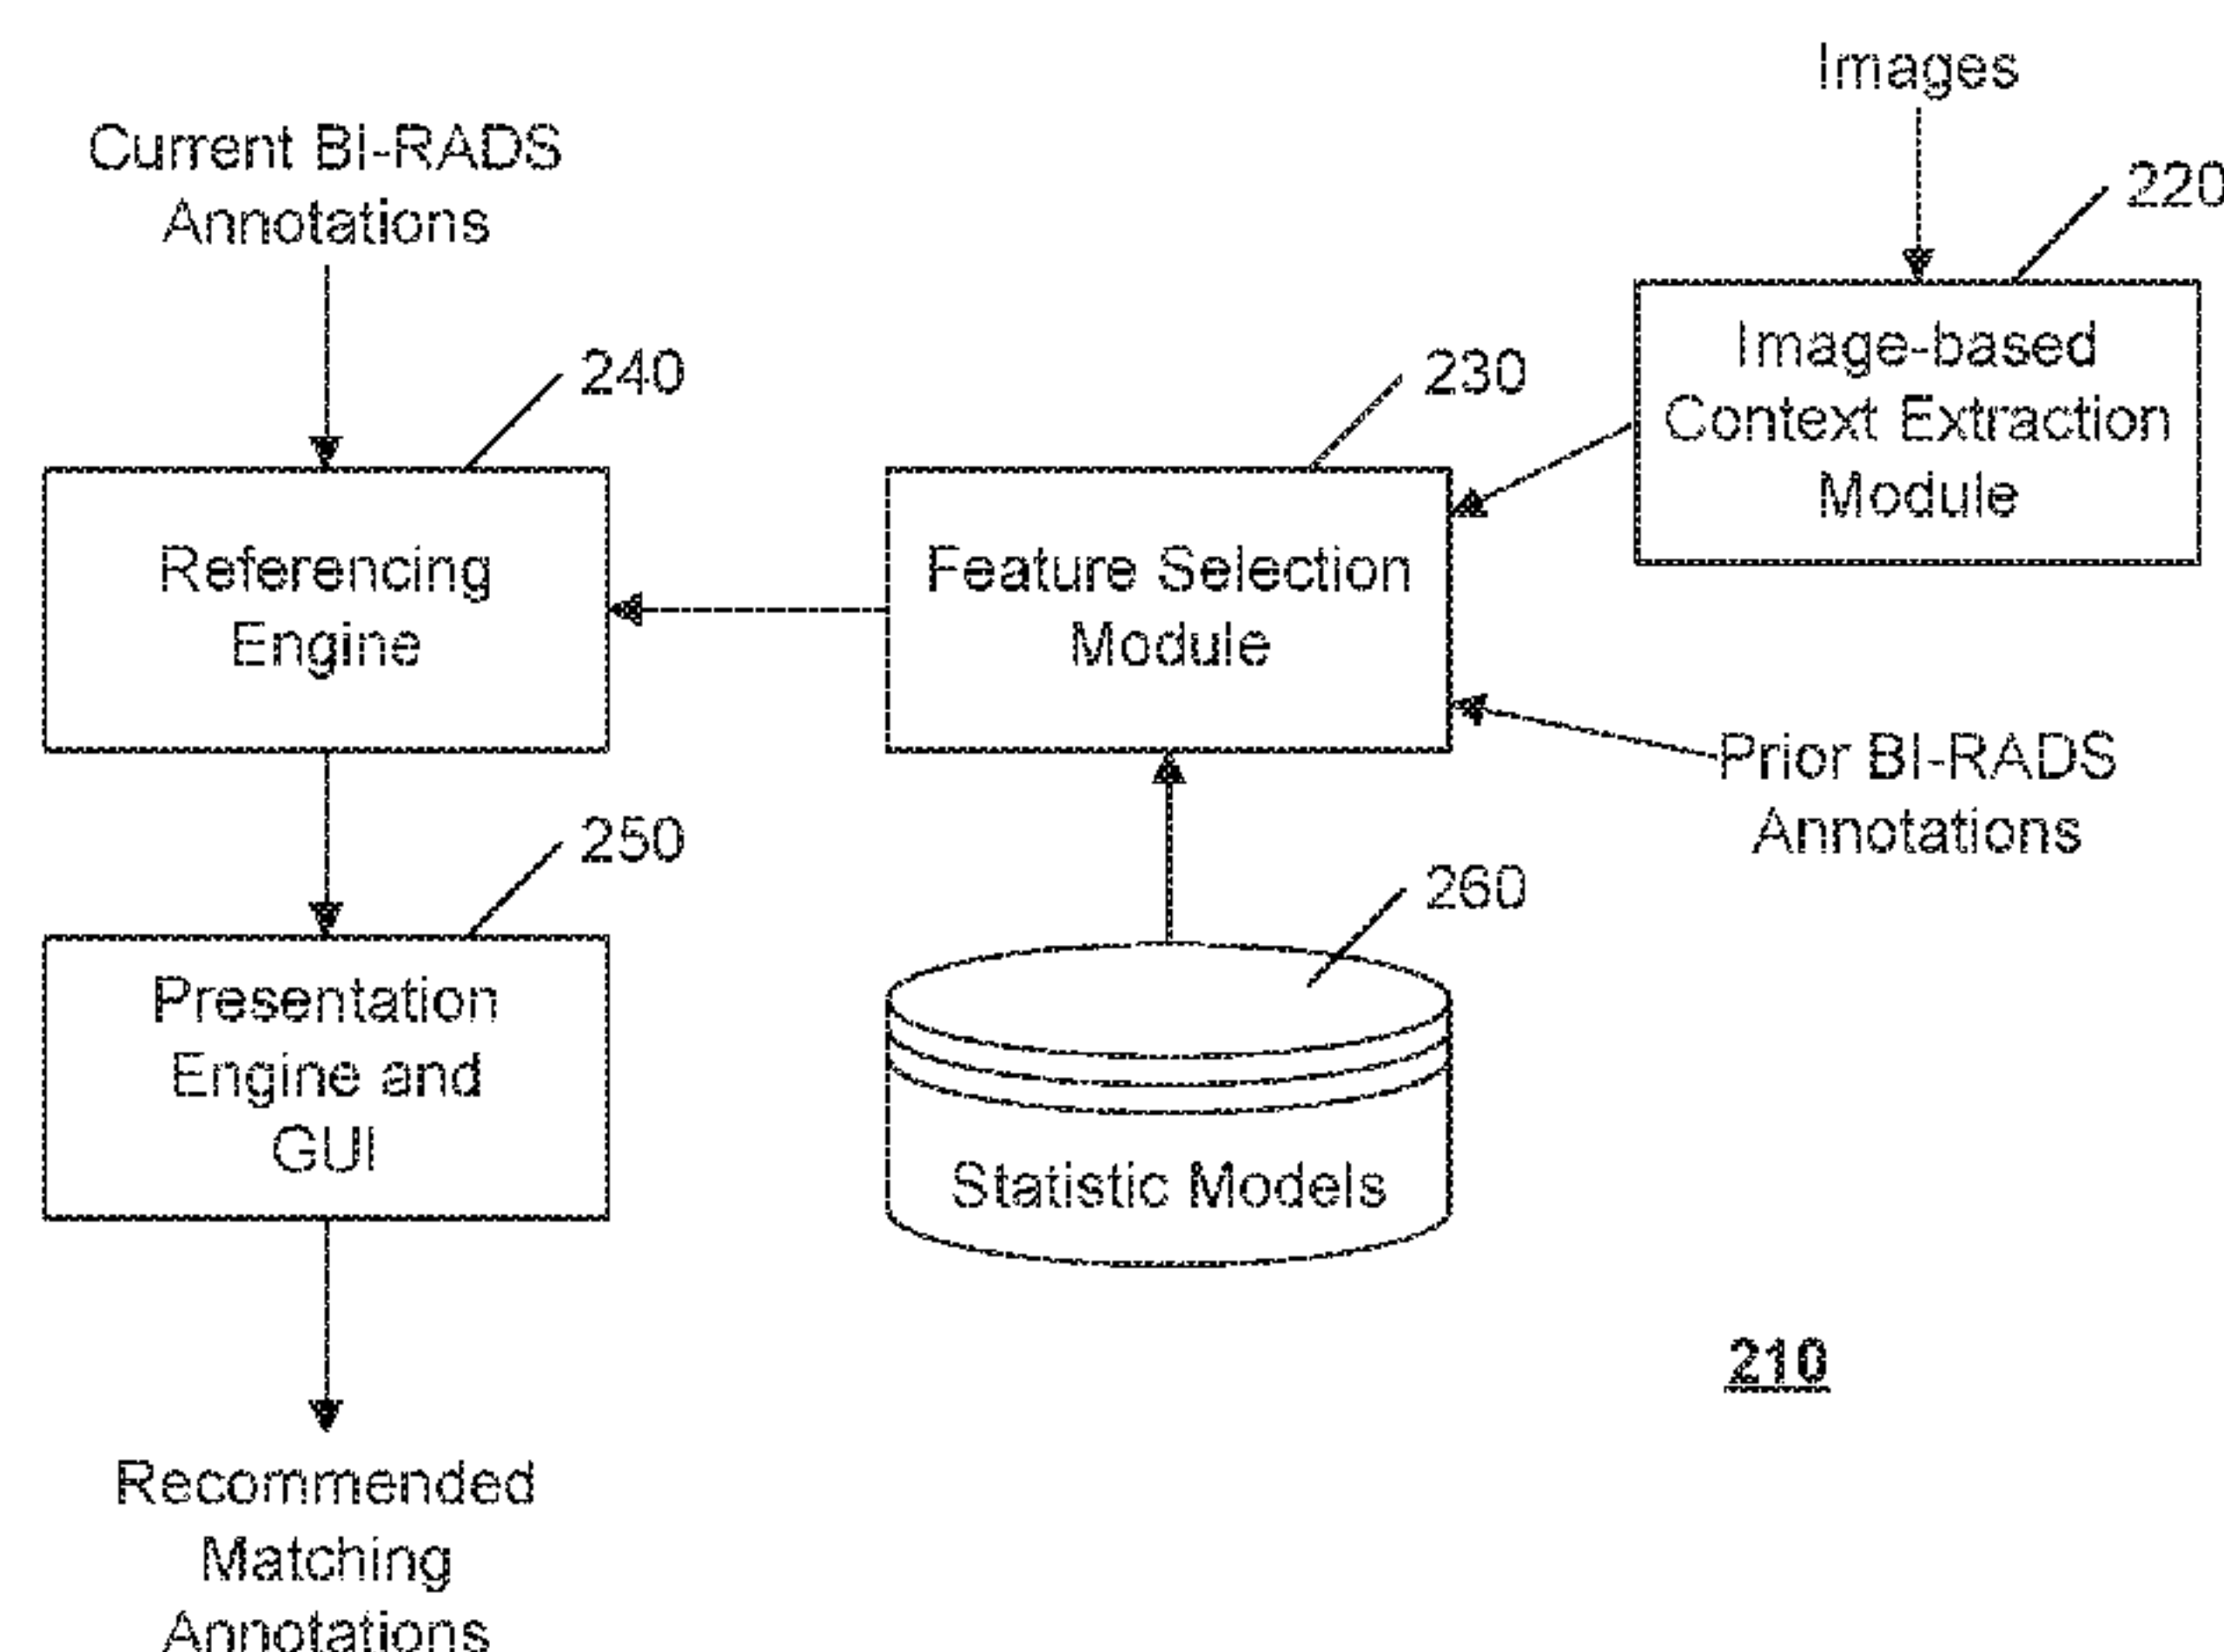 Images
Current BI-RADS
Annotations
220
240
230
Image-based
Context Extraction
Module
Referencing
Engine
Feature Selection
Module
Prior BI-RADS
Annotations
250
260
Presentation
Engine and
GUI
Statistic Models
210
Recommended
Matching
Annotations